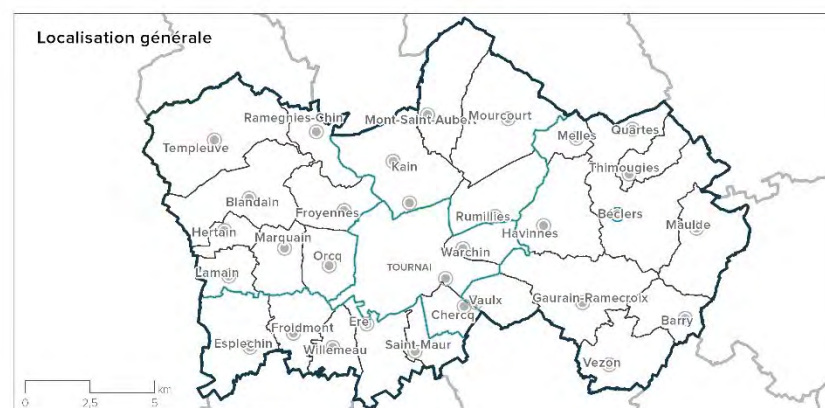 Localisation générale
Rameghies-Chin
Mont-Saint-Aubert
Mourcourt
Templeuve
Melles
Quartes
Kain
Thimougies
Blandain
Froyennes
Rumillies
Béclers
Hertain
Marquain
Havinnes
Maulde
Orcq
Warchin
Lamain
TOURNAI
Vaulx
Gaurain-Ramecroix
Chercq
Barry
Esplechin
Froidmont
Ere
Willemeau
Saint-Maur
Vezon
km
0 2,5 5